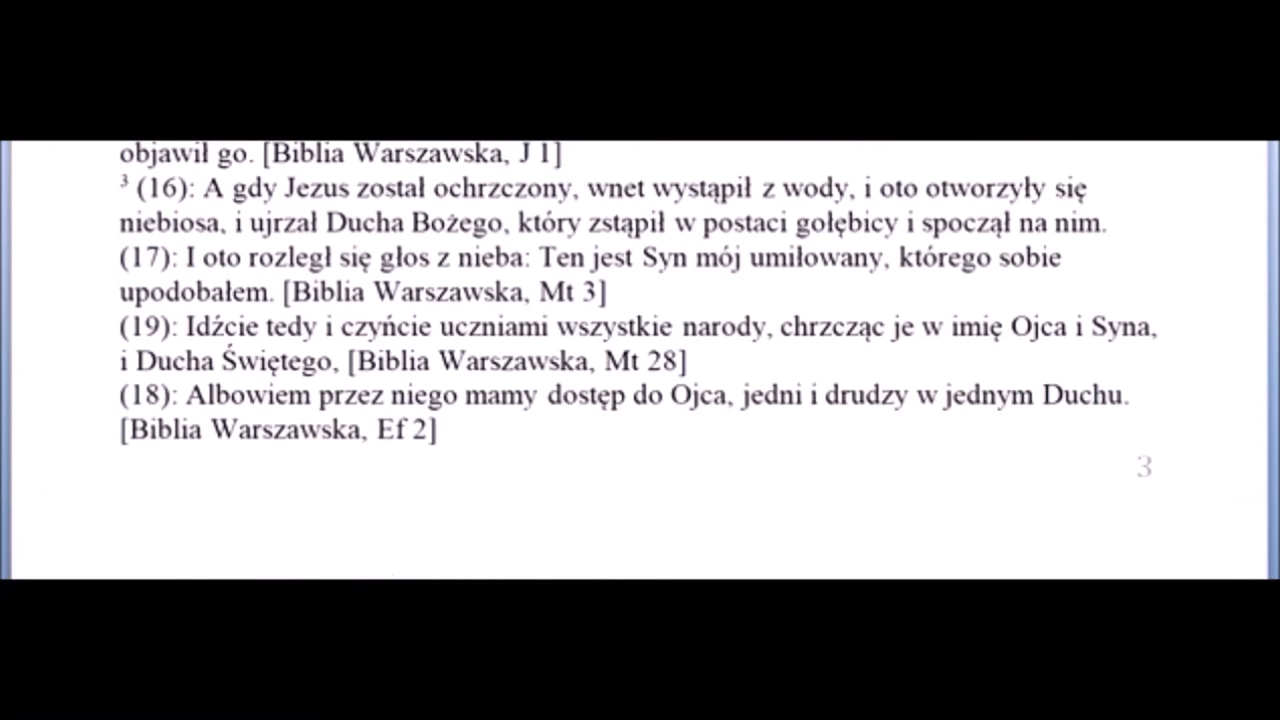 objawił go. [Biblia Warszawska, J 1]
³ (16): A gdy Jezus został ochrzczony, wnet wystąpił z wody, i oto otworzyły się
niebiosa, i ujrzał Ducha Bożego, który zstąpił w postaci gołębicy i spoczął na nim.
(17): I oto rozległ się głos z nieba: Ten jest Syn mój umiłowany, którego sobie
upodobałem. [Biblia Warszawska, Mt 3]
(19): Idźcie tedy i czyńcie uczniami wszystkie narody, chrzcząc je w imię Ojca i Syna,
i Ducha Świętego, [Biblia Warszawska, Mt 28]
(18): Albowiem przez niego mamy dostęp do Ojca, jedni i drudzy w jednym Duchu.
[Biblia Warszawska, Ef 2]
3